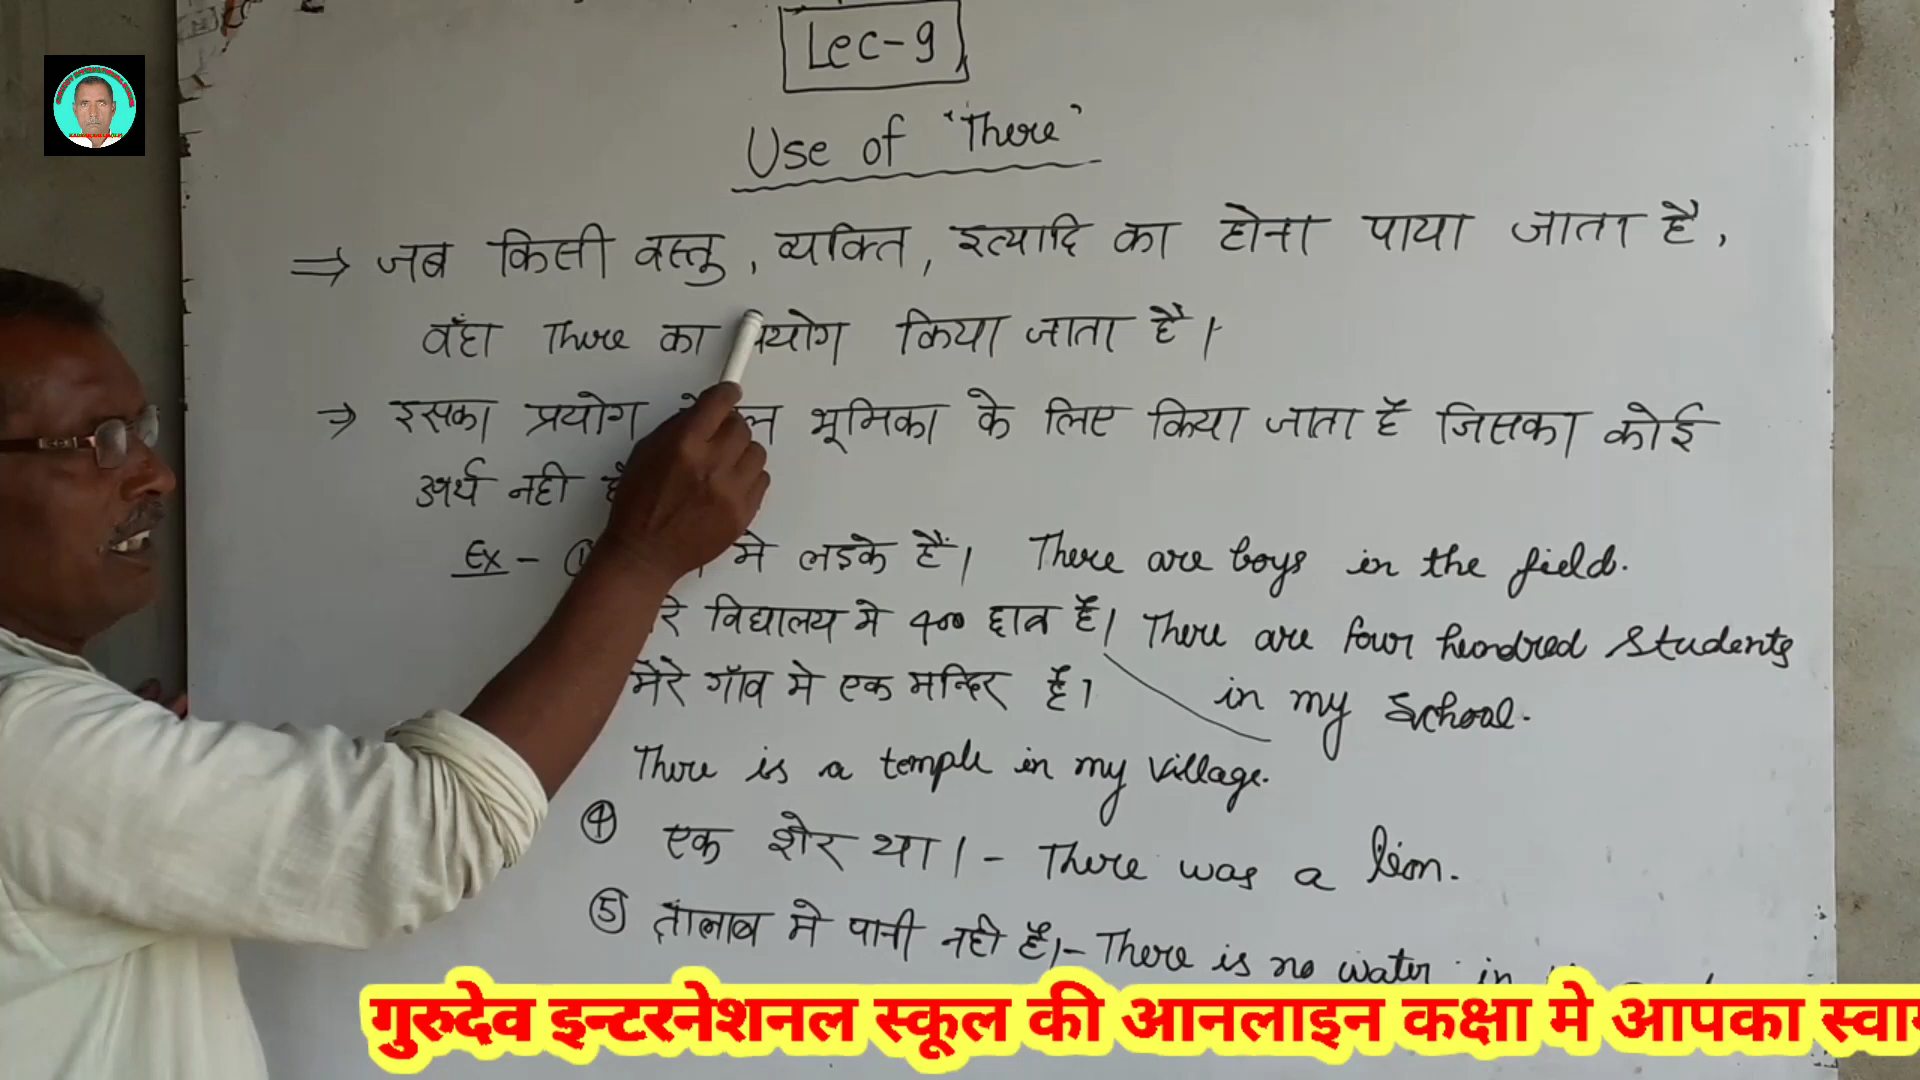 Lec-9
Use of "There"
⇒ जब किसी वस्तु, व्यक्ति, इत्यादि का होना पाया जाता है,
वँहा There का किया जाता है।
→ इसका प्रयोग भूमिका के लिए किया जाता है जिसका कोई
अर्थ नही
Ex - ① मे लड़के हैं। There are boys in the field.
विद्यालय मे 400 छात्र हैं। There are four hundred students
in my school.
मेरे गाँव मे एक मन्दिर है।
There is a temple in my village.
④ एक शेर था। - There was a lion.
⑤ तालाब मे पानी नही है। - There is no water in
गुरुदेव इन्टरनेशनल स्कूल की आनलाइन कक्षा मे आपका